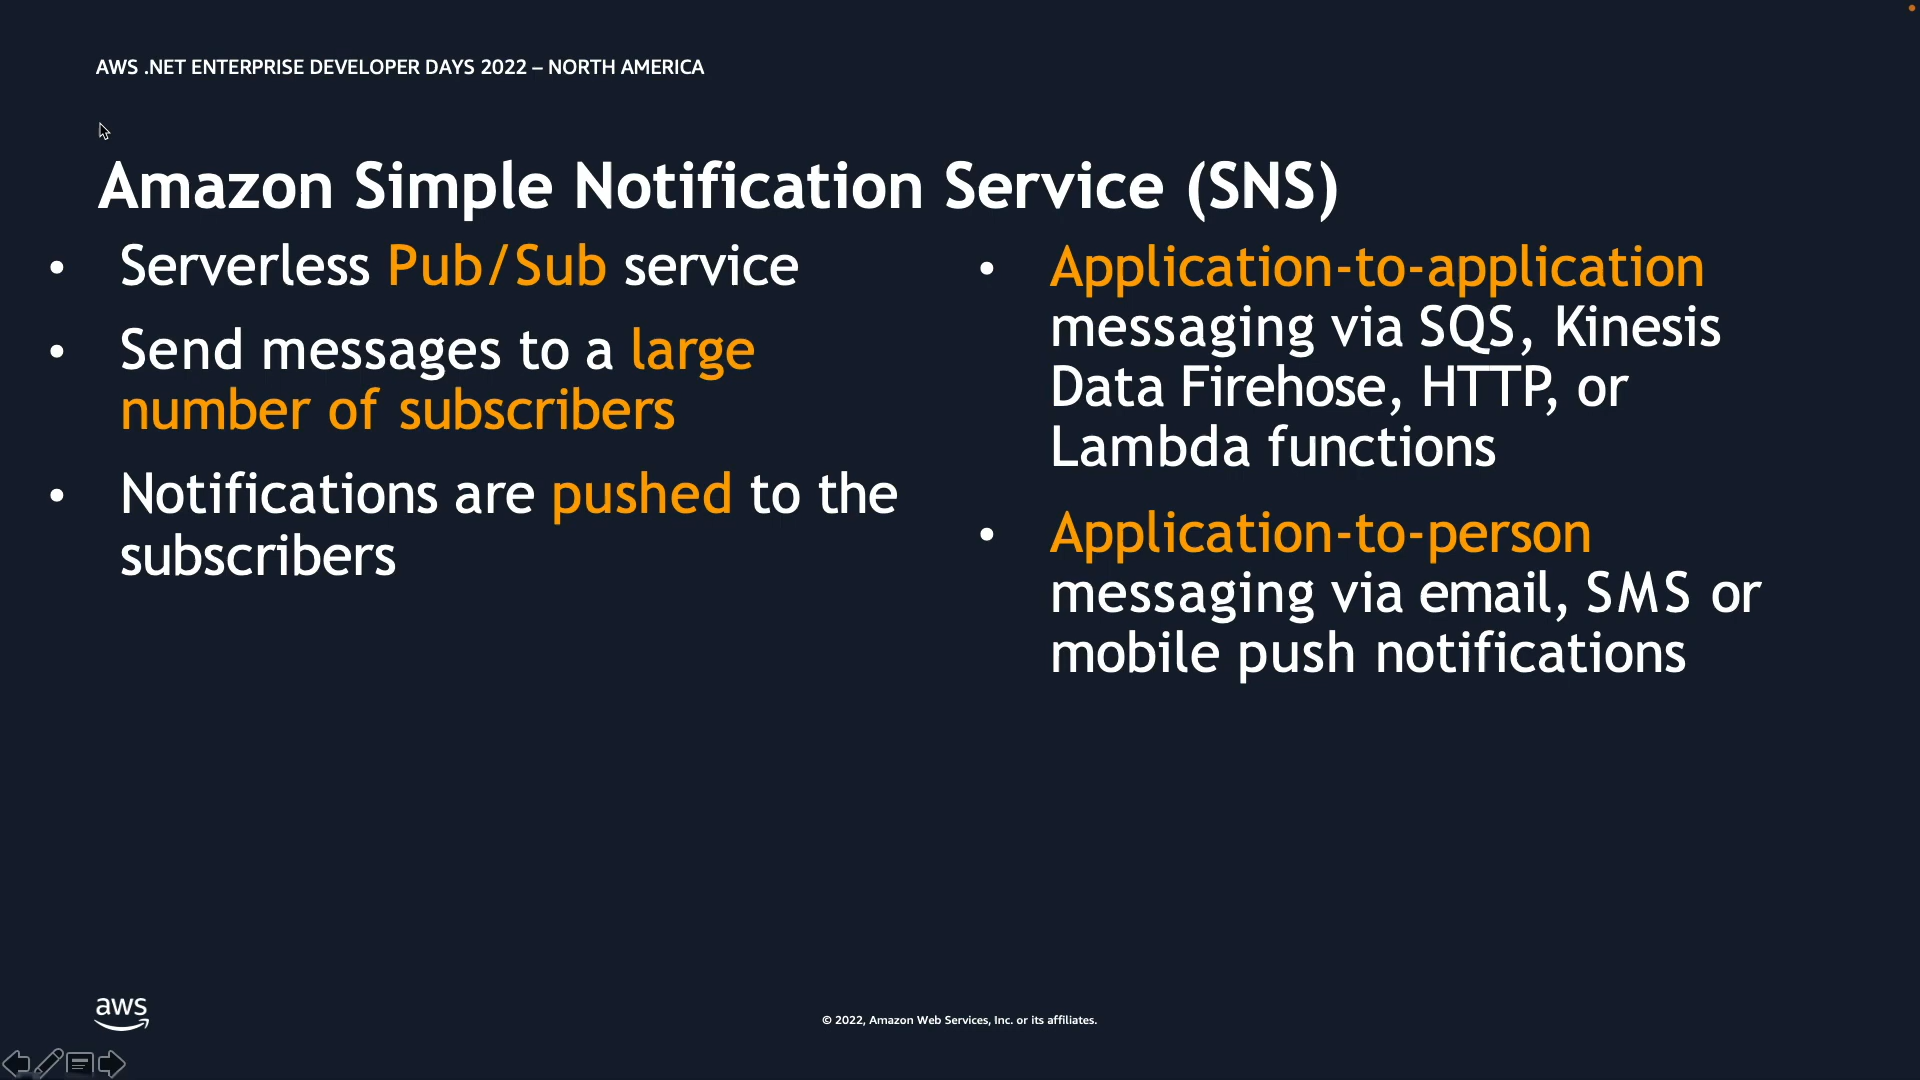 AWS .NET ENTERPRISE DEVELOPER DAYS 2022 – NORTH AMERICA
Amazon Simple Notification Service (SNS)
• Serverless Pub/Sub service
• Send messages to a large
number of subscribers
• Notifications are pushed to the
subscribers
• Application-to-application
messaging via SQS, Kinesis
Data Firehose, HTTP, or
Lambda functions
• Application-to-person
messaging via email, SMS or
mobile push notifications
aws
© 2022, Amazon Web Services, Inc. or its affiliates.